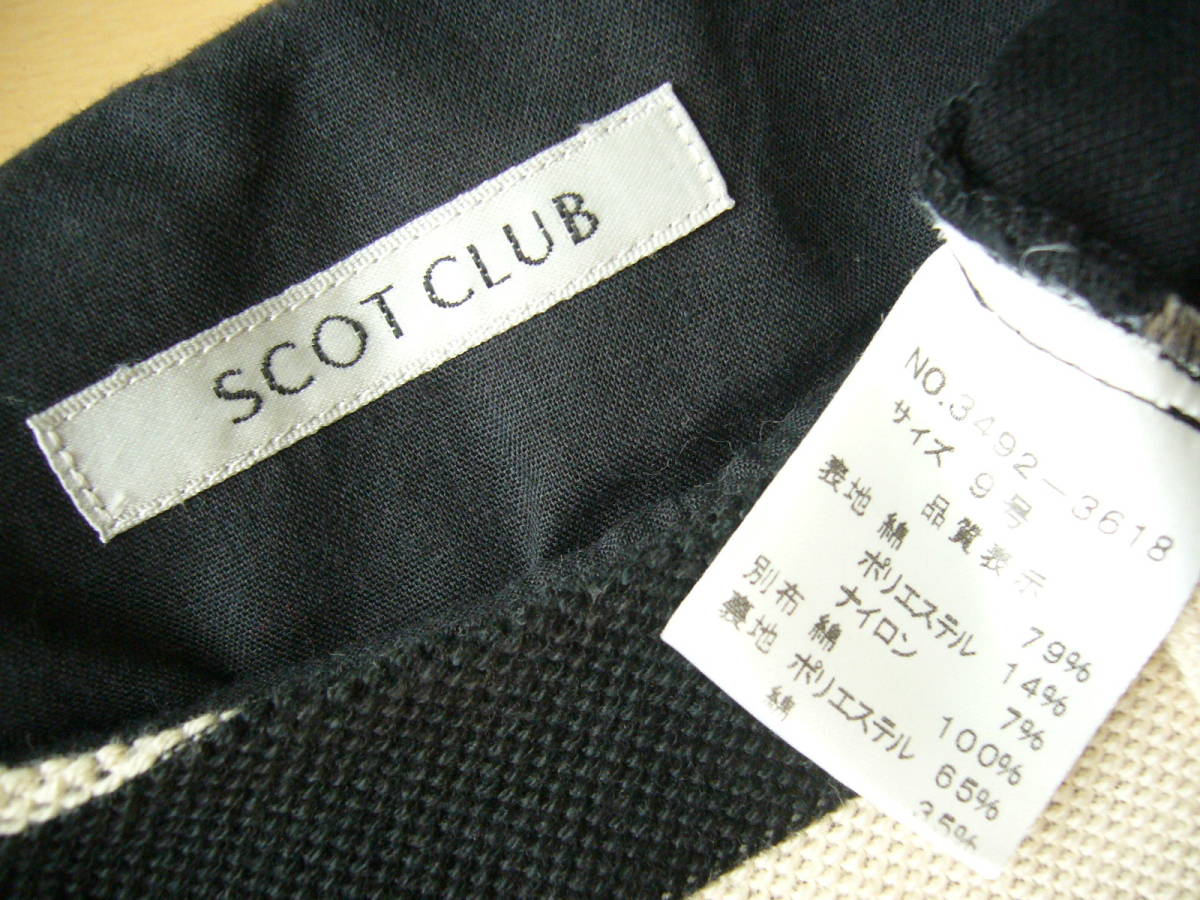 SCOT CLUB
NO.3492-3618
サイズ 9号
品質表示
表地 綿 79%
ポリエステル 14%
ナイロン 7%
別布 綿 100%
裏地 ポリエステル 65%
綿 35%